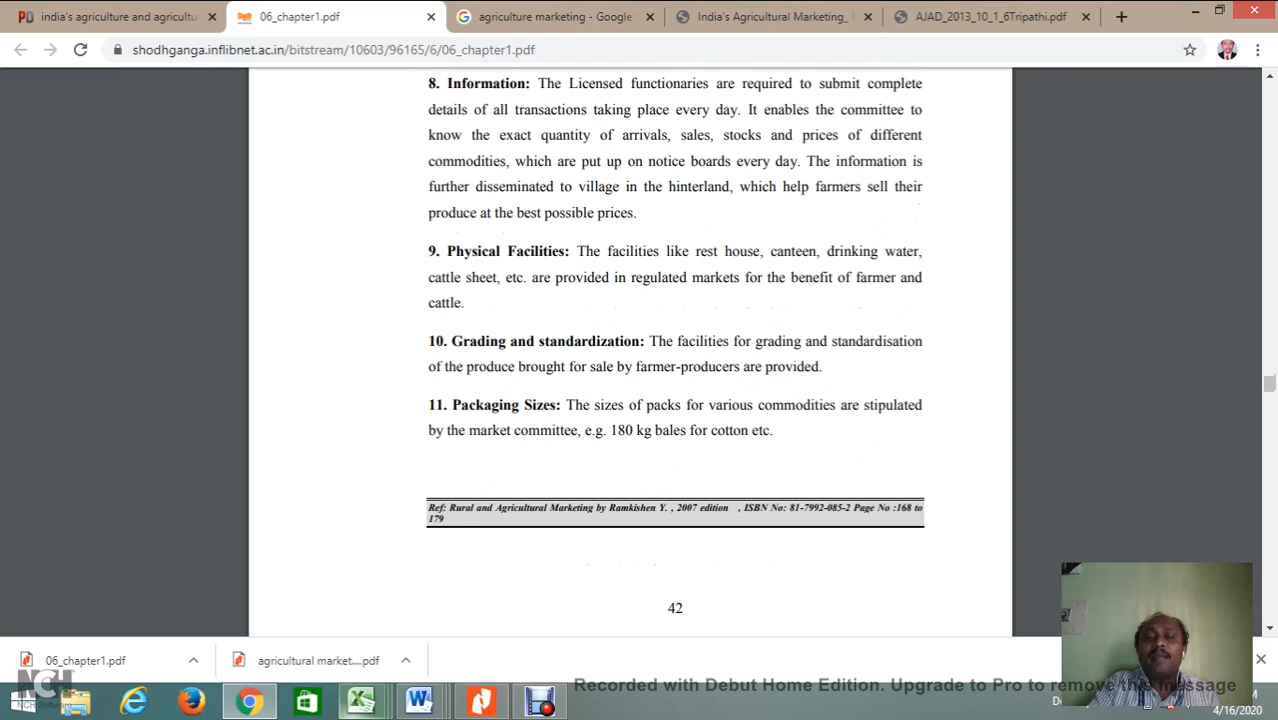 india's agriculture and agricultu
06_chapter1.pdf
agriculture marketing - Google
India's Agricultural Marketing_
AJAD_2013_10_1_6Tripathi.pdf
shodhganga.inflibnet.ac.in/bitstream/10603/96165/6/06_chapter1.pdf
8. Information: The Licensed functionaries are required to submit complete
details of all transactions taking place every day. It enables the committee to
know the exact quantity of arrivals, sales, stocks and prices of different
commodities, which are put up on notice boards every day. The information is
further disseminated to village in the hinterland, which help farmers sell their
produce at the best possible prices.
9. Physical Facilities: The facilities like rest house, canteen, drinking water,
cattle sheet, etc. are provided in regulated markets for the benefit of farmer and
cattle.
10. Grading and standardization: The facilities for grading and standardisation
of the produce brought for sale by farmer-producers are provided.
11. Packaging Sizes: The sizes of packs for various commodities are stipulated
by the market committee, e.g. 180 kg bales for cotton etc.
Ref: Rural and Agricultural Marketing by Ramkishen Y. , 2007 edition , ISBN No: 81-7992-085-2 Page No :168 to
179
42
06_chapter1.pdf
agricultural market....pdf
NCH
NCH Software
Recorded with Debut Home Edition. Upgrade to Pro to remove this message
4/16/2020